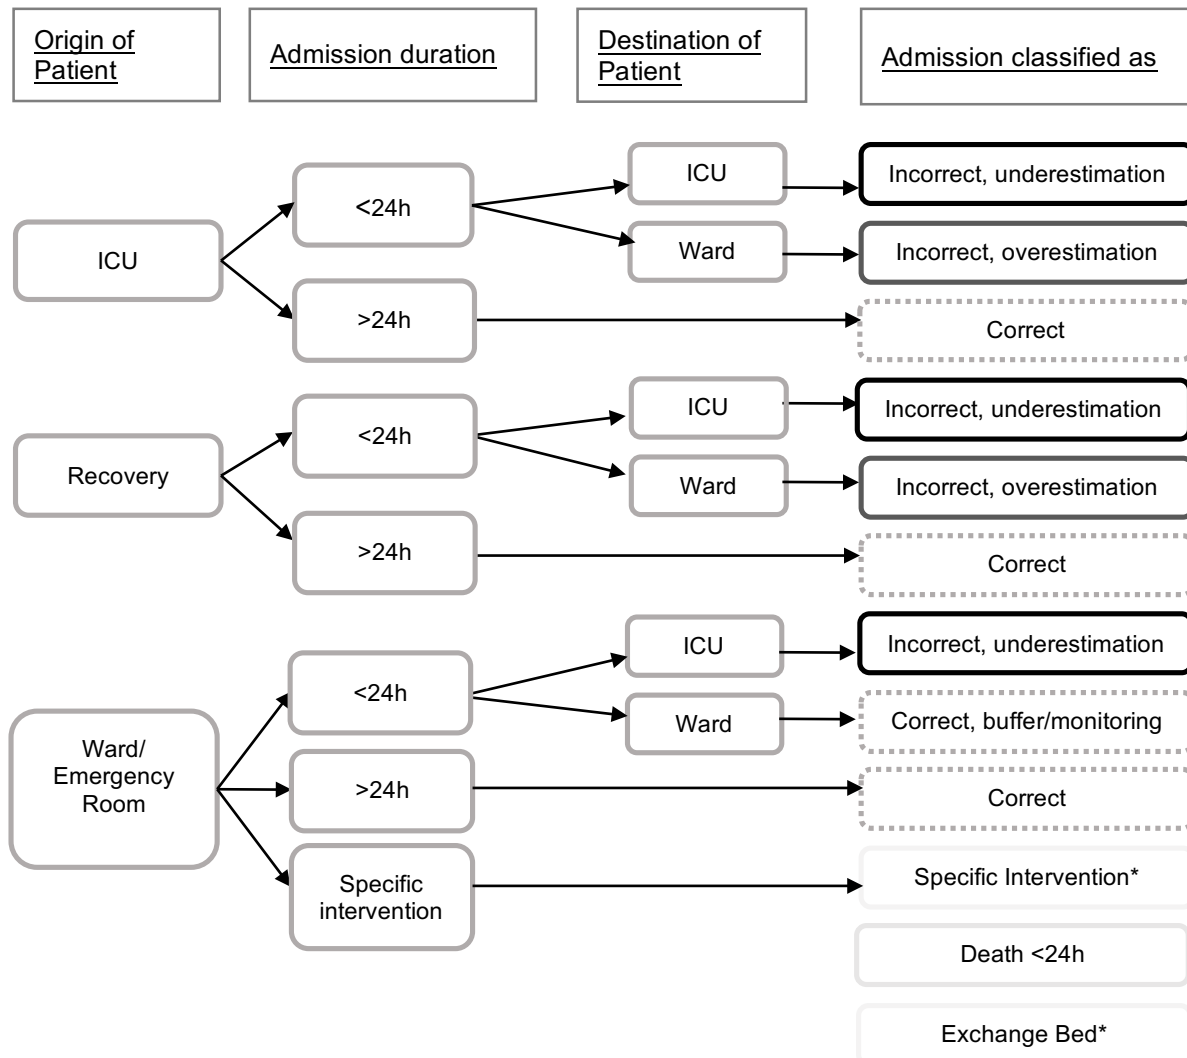 Origin of
Patient
Admission duration
Destination of
Patient
Admission classified as
ICU
<24h
ICU
Incorrect, underestimation
Ward
Incorrect, overestimation
>24h
Correct
Recovery
<24h
ICU
Incorrect, underestimation
Ward
Incorrect, overestimation
>24h
Correct
Ward/
Emergency
Room
<24h
ICU
Incorrect, underestimation
Ward
Correct, buffer/monitoring
>24h
Correct
Specific
intervention
Specific Intervention*
Death <24h
Exchange Bed*